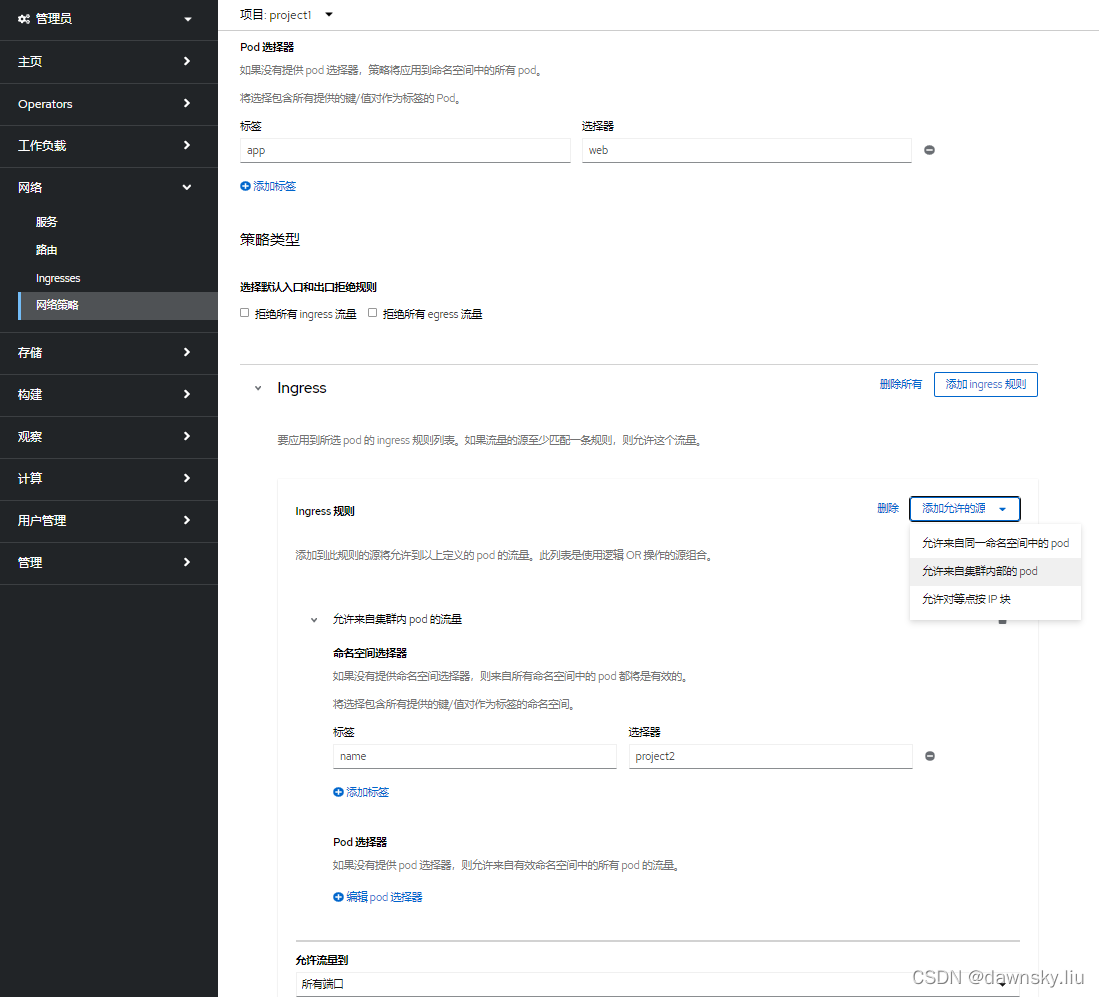 管理员
主页
Operators
工作负载
网络
服务
路由
Ingresses
网络策略
存储
构建
观察
计算
用户管理
管理
项目: project1
Pod 选择器
如果没有提供 pod 选择器，策略将应用到命名空间中的所有 pod。
将选择包含所有提供的键/值对作为标签的 Pod。
标签 选择器
app web
添加标签
策略类型
选择默认入口和出口拒绝规则
拒绝所有 ingress 流量 拒绝所有 egress 流量
Ingress 删除所有 添加 ingress 规则
要应用到所选 pod 的 ingress 规则列表。如果流量的源至少匹配一条规则，则允许这个流量。
Ingress 规则 删除 添加允许的源
允许来自同一命名空间中的 pod
允许来自集群内部的 pod
允许对等点按 IP 块
添加到此规则的源将允许到以上定义的 pod 的流量。此列表是使用逻辑 OR 操作的源组合。
允许来自集群内 pod 的流量
命名空间选择器
如果没有提供命名空间选择器，则来自所有命名空间中的 pod 都将是有效的。
将选择包含所有提供的键/值对作为标签的命名空间。
标签 选择器
name project2
添加标签
Pod 选择器
如果没有提供 pod 选择器，则允许来自有效命名空间中的所有 pod 的流量。
编辑 pod 选择器
允许流量到
所有端口
CSDN @dawnsky.liu